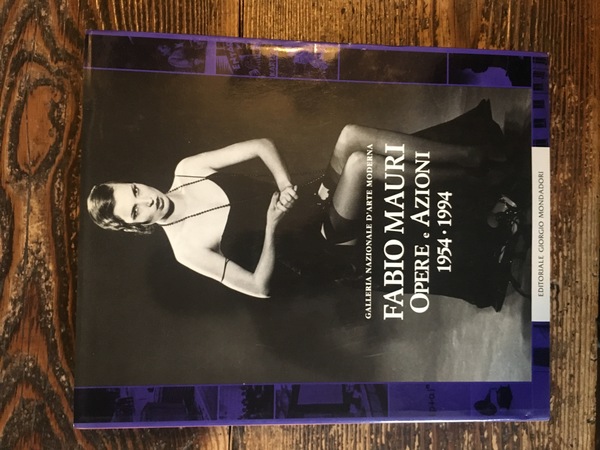 GALLERIA NAZIONALE D'ARTE MODERNA
FABIO MAURI
OPERE e AZIONI
1954 · 1994
EDITORIALE GIORGIO MONDADORI